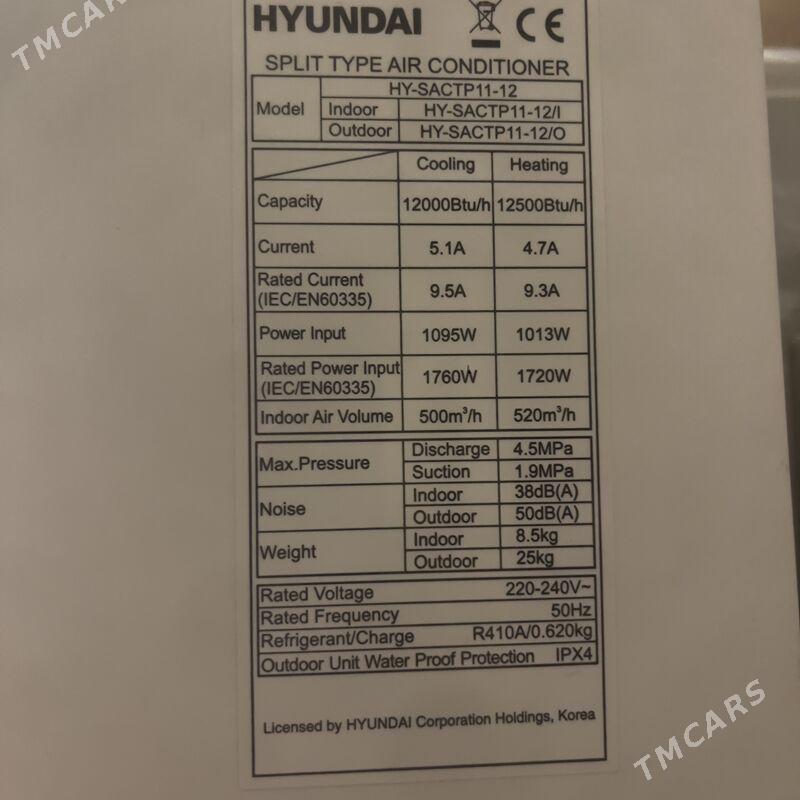 TMCARS
HYUNDAI CE
SPLIT TYPE AIR CONDITIONER
Model HY-SACTP11-12
Indoor HY-SACTP11-12/I
Outdoor HY-SACTP11-12/O
Cooling Heating
Capacity 12000Btu/h 12500Btu/h
Current 5.1A 4.7A
Rated Current
(IEC/EN60335) 9.5A 9.3A
Power Input 1095W 1013W
Rated Power Input
(IEC/EN60335) 1760W 1720W
Indoor Air Volume 500m³/h 520m³/h
Max.Pressure Discharge 4.5MPa
Suction 1.9MPa
Noise Indoor 38dB(A)
Outdoor 50dB(A)
Weight Indoor 8.5kg
Outdoor 25kg
Rated Voltage 220-240V~
Rated Frequency 50Hz
Refrigerant/Charge R410A/0.620kg
Outdoor Unit Water Proof Protection IPX4
Licensed by HYUNDAI Corporation Holdings, Korea
TMCARS